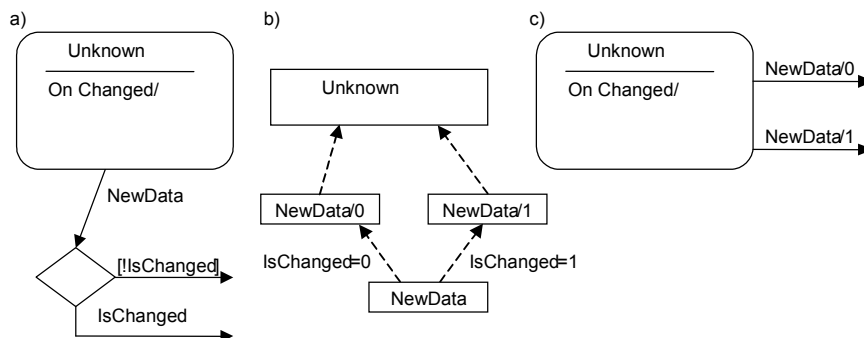 a)
Unknown
On Changed/
NewData
[!IsChanged]
IsChanged
b)
Unknown
NewData/0
NewData/1
IsChanged=0
IsChanged=1
NewData
c)
Unknown
On Changed/
NewData/0
NewData/1